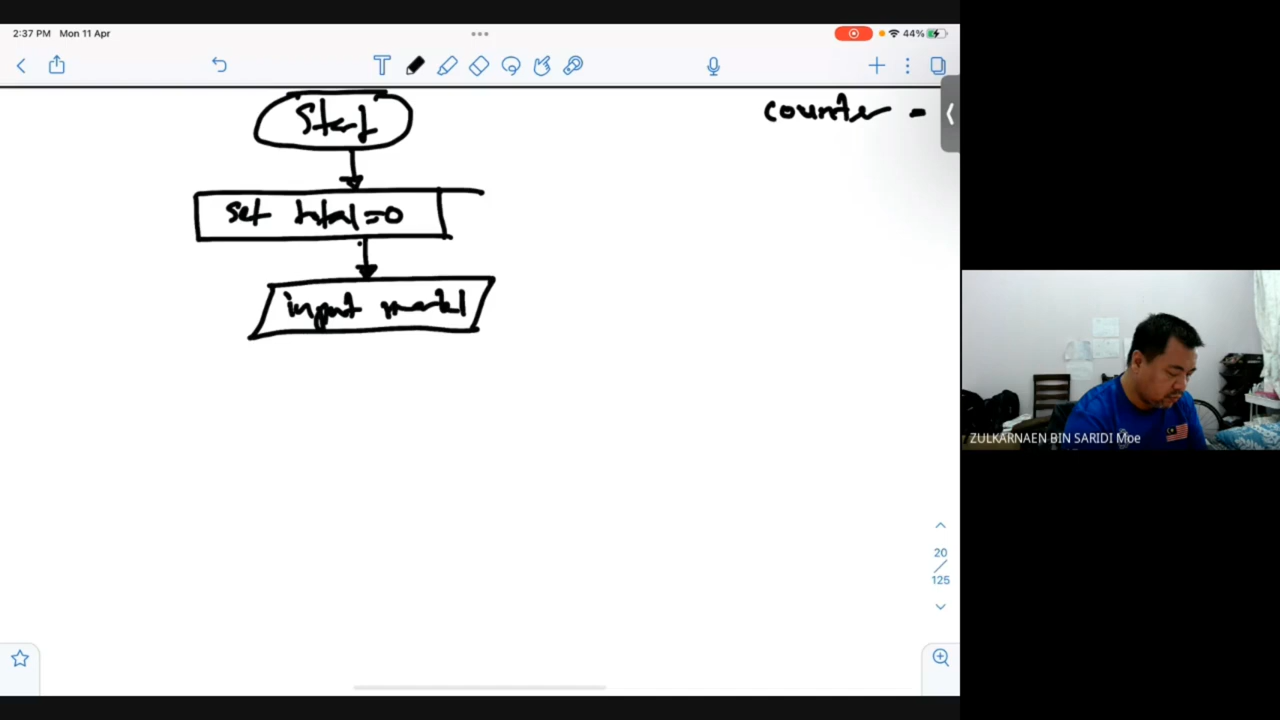 2:37 PM Mon 11 Apr
44%
Start
counter -
set total=0
input mark
20
/
125
ZULKARNAEN BIN SARIDI Moe